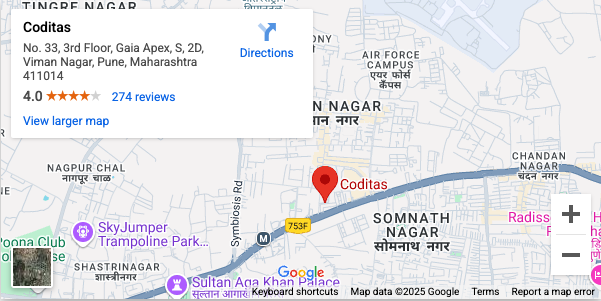 TINGRE NAGAR
Coditas
No. 33, 3rd Floor, Gaia Apex, S, 2D,
Viman Nagar, Pune, Maharashtra
411014
Directions
4.0
274 reviews
View larger map
ONY
AIR FORCE
CAMPUS
एयर फोर्स
कैंपस
N NAGAR
न नगर
CHANDAN
NAGAR
चंदन नगर
NAGPUR CHAL
नागपूर चाळ
Symbiosis Rd
Coditas
753F
M
SOMNATH
NAGAR
सोमनाथ नगर
Radiss
SkyJumper
Trampoline Park...
Poona Club
SHASTRINAGAR
शास्त्रीनगर
Sultan Aga Khan Palace
सुल्तान आगा
Google
Keyboard shortcuts
Map data ©2025 Google
Terms
Report a map error
+
−